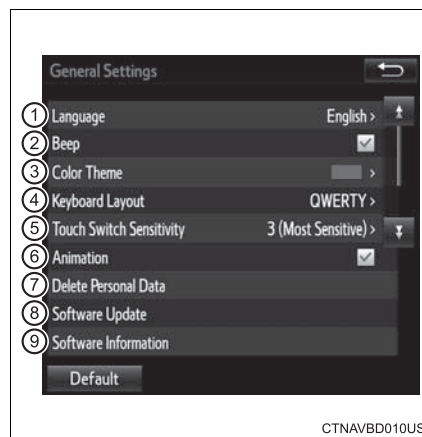 General Settings
1 Language English >
2 Beep
3 Color Theme >
4 Keyboard Layout QWERTY >
5 Touch Switch Sensitivity 3 (Most Sensitive) >
6 Animation
7 Delete Personal Data
8 Software Update
9 Software Information
Default
CTNAVBD010US